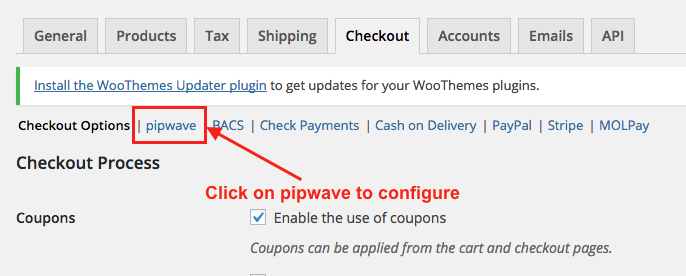 General Products Tax Shipping Checkout Accounts Emails API
Install the WooThemes Updater plugin to get updates for your WooThemes plugins.
Checkout Options | pipwave BACS | Check Payments | Cash on Delivery | PayPal | Stripe | MOLPay
Checkout Process
Click on pipwave to configure
Coupons Enable the use of coupons
Coupons can be applied from the cart and checkout pages.